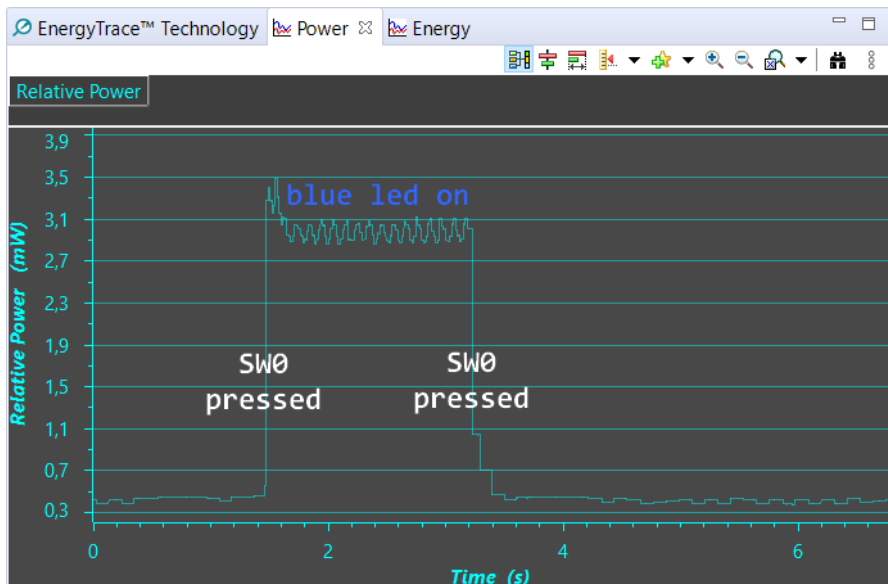 EnergyTrace™ Technology Power Energy
Relative Power
3,9
3,5
blue led on
3,1
2,7
2,3
1,9
SW0 SW0
1,5
pressed pressed
1,1
0,7
0,3
Relative Power (mW)
0 2 4 6
Time (s)